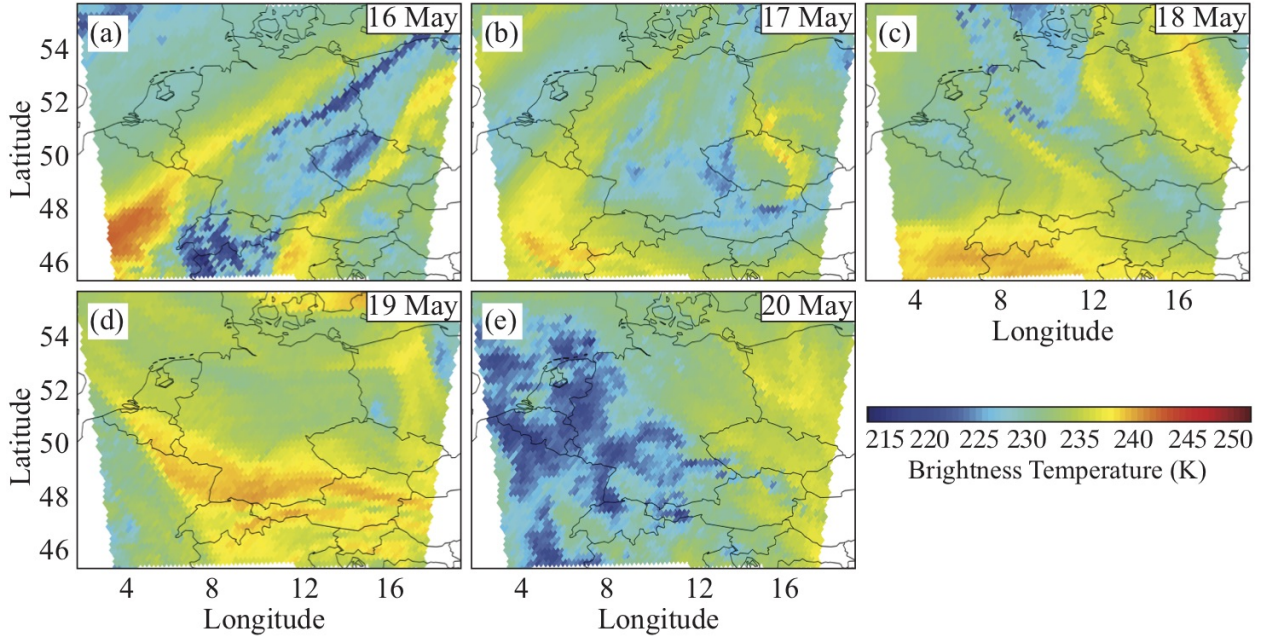 (a) 16 May
(b) 17 May
(c) 18 May
Latitude
54
52
50
48
46
4 8 12 16
Longitude
(d) 19 May
(e) 20 May
Latitude
54
52
50
48
46
4 8 12 16
Longitude
4 8 12 16
Longitude
215 220 225 230 235 240 245 250
Brightness Temperature (K)